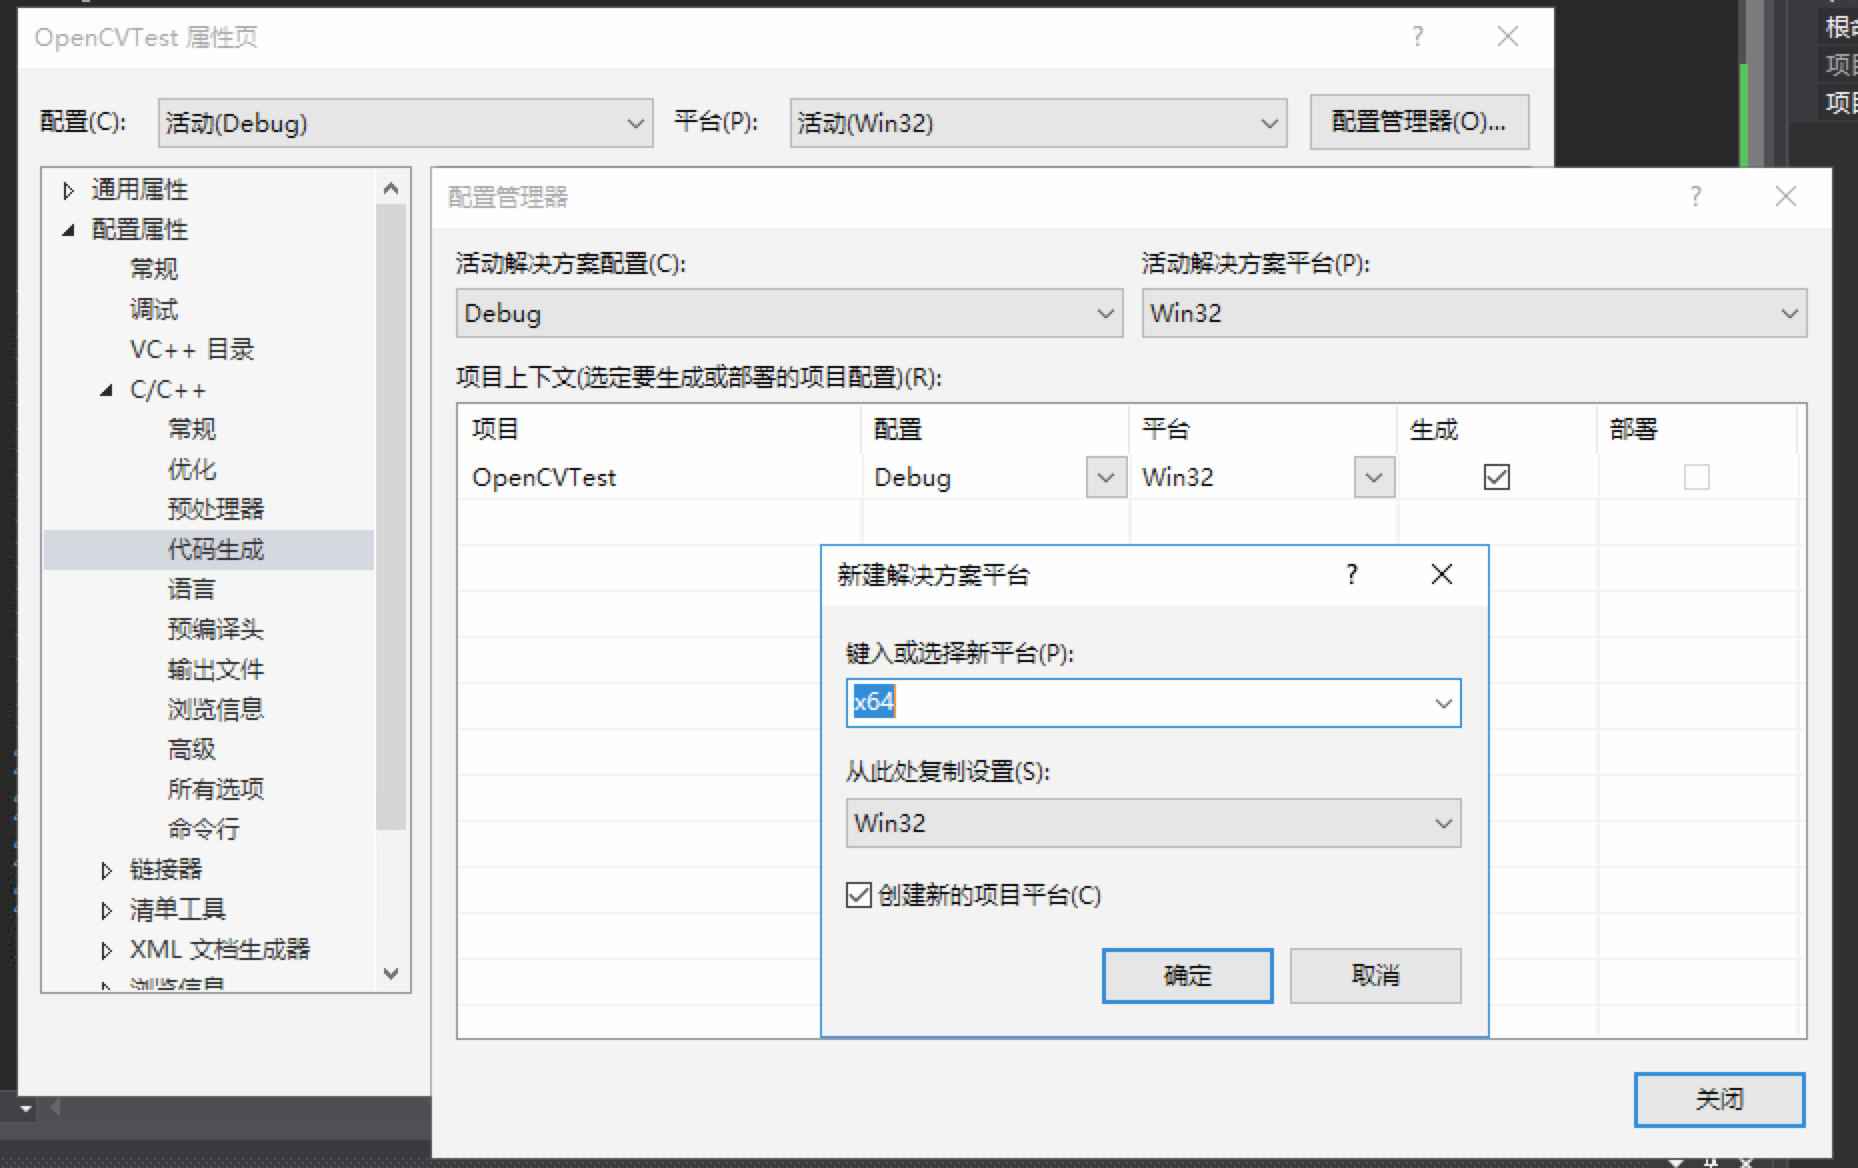 OpenCVTest 属性页
配置(C):
活动(Debug)
平台(P):
活动(Win32)
配置管理器(O)...
通用属性
配置属性
常规
调试
VC++ 目录
C/C++
常规
优化
预处理器
代码生成
语言
预编译头
输出文件
浏览信息
高级
所有选项
命令行
链接器
清单工具
XML 文档生成器
浏览信息
配置管理器
活动解决方案配置(C):
活动解决方案平台(P):
Debug
Win32
项目上下文(选定要生成或部署的项目配置)(R):
项目 配置 平台 生成 部署
OpenCVTest Debug Win32
新建解决方案平台
键入或选择新平台(P):
x64
从此处复制设置(S):
Win32
创建新的项目平台(C)
确定
取消
关闭
根命
项目
项目